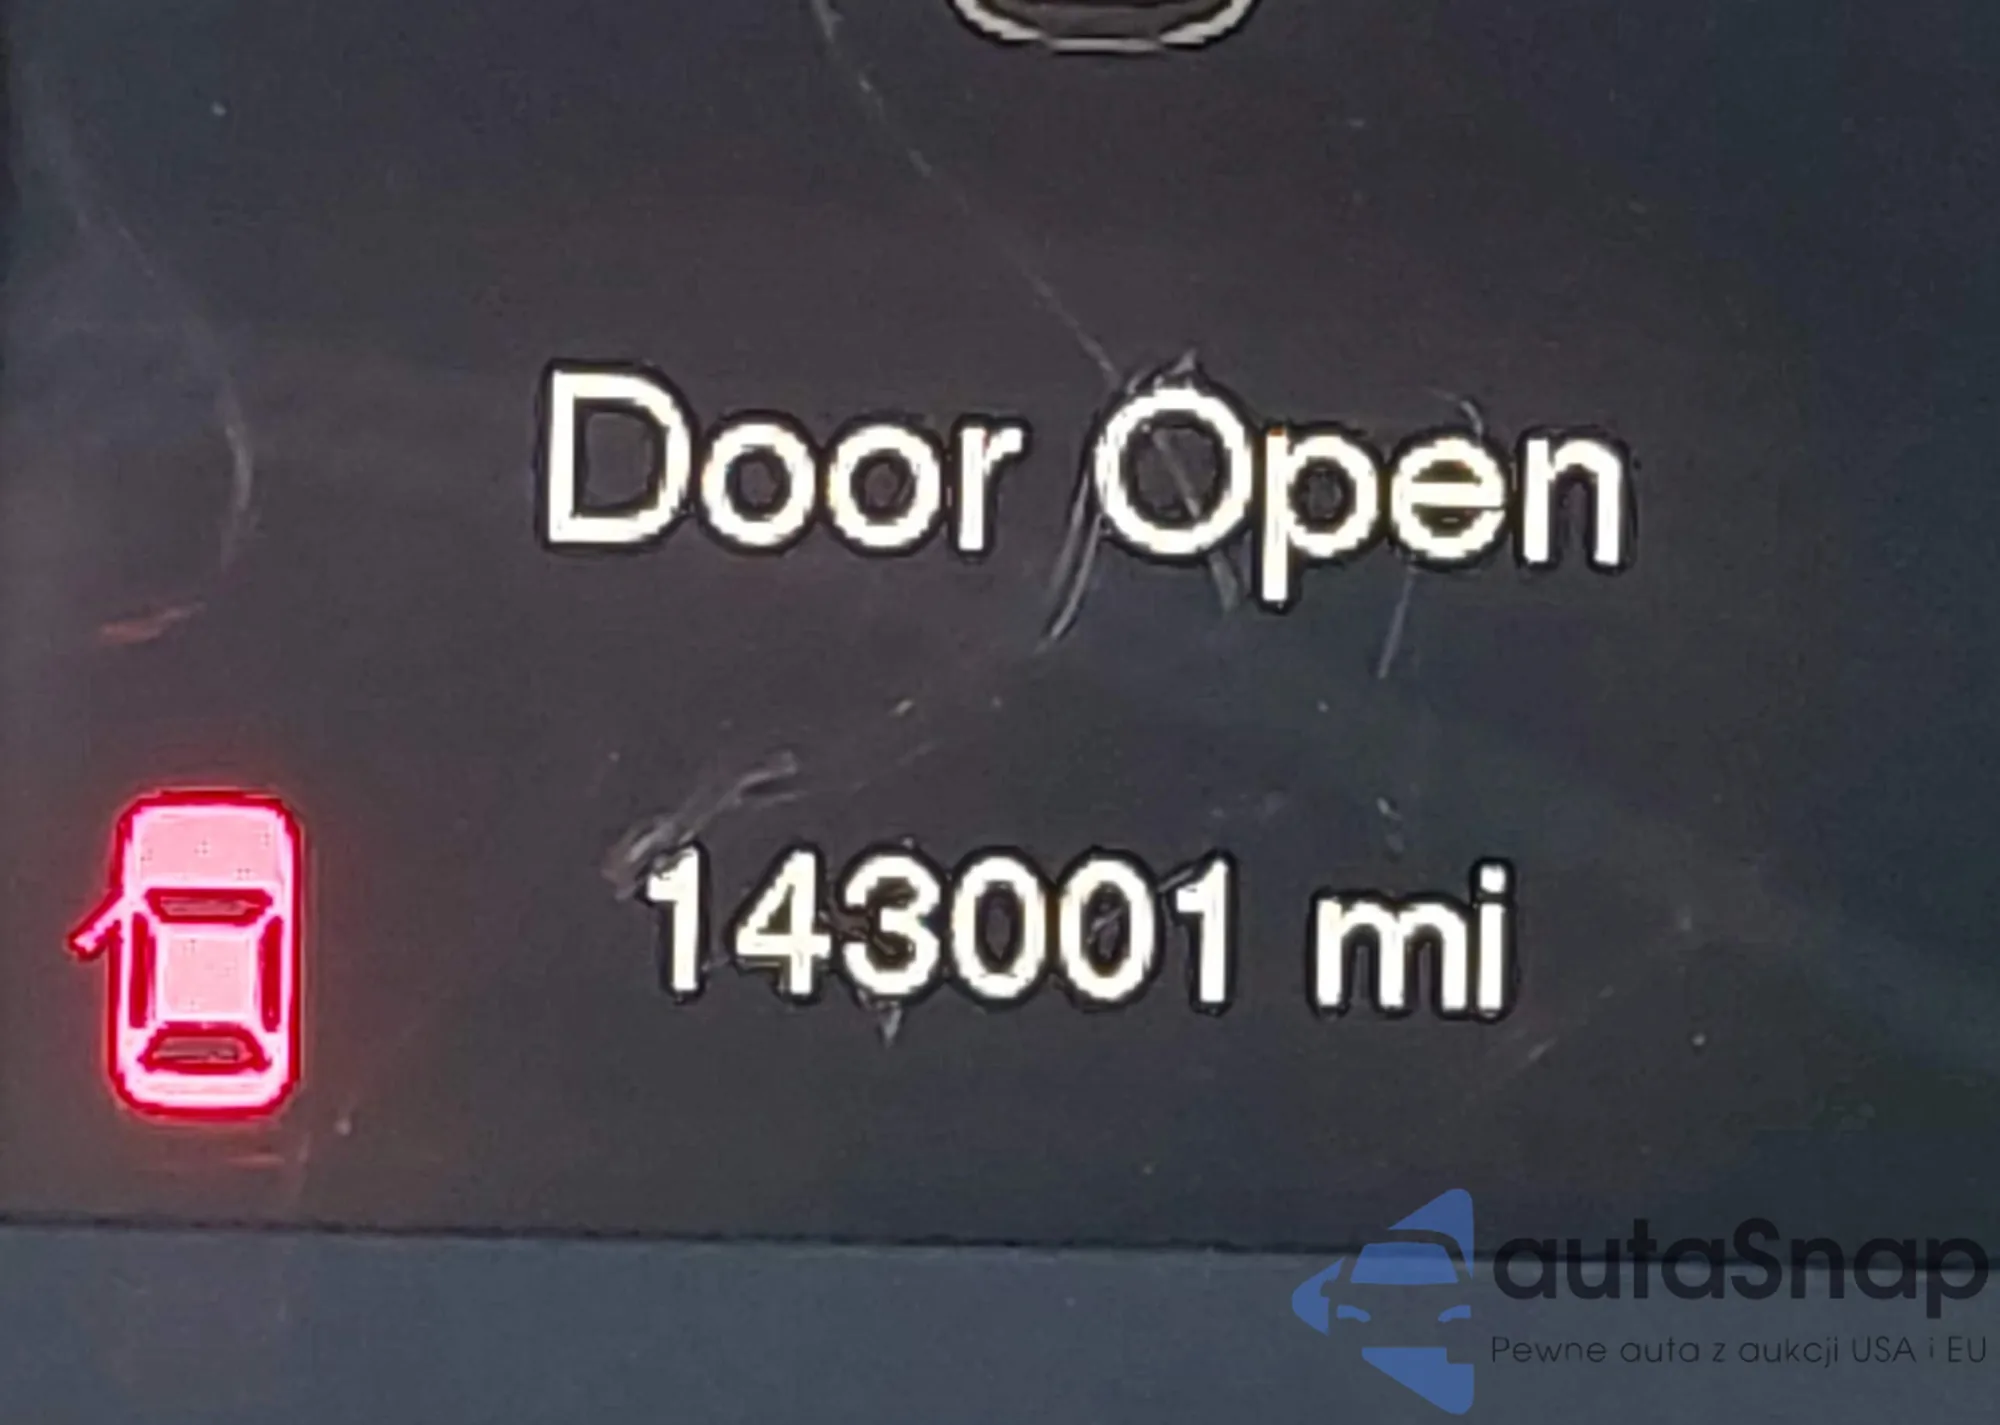 Door Open
143001 mi
autaSnap
Pewne auta z aukcji USA i EU